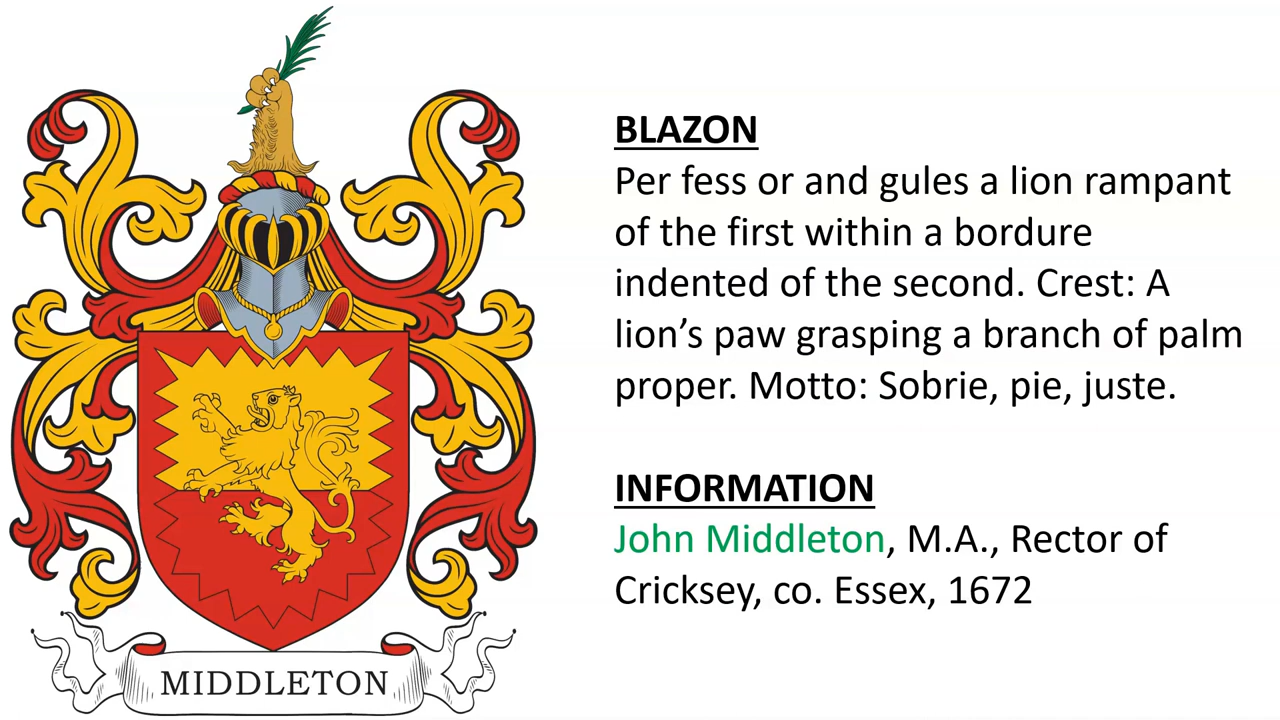 BLAZON
Per fess or and gules a lion rampant
of the first within a bordure
indented of the second. Crest: A
lion’s paw grasping a branch of palm
proper. Motto: Sobrie, pie, juste.
INFORMATION
John Middleton, M.A., Rector of
Cricksey, co. Essex, 1672
MIDDLETON